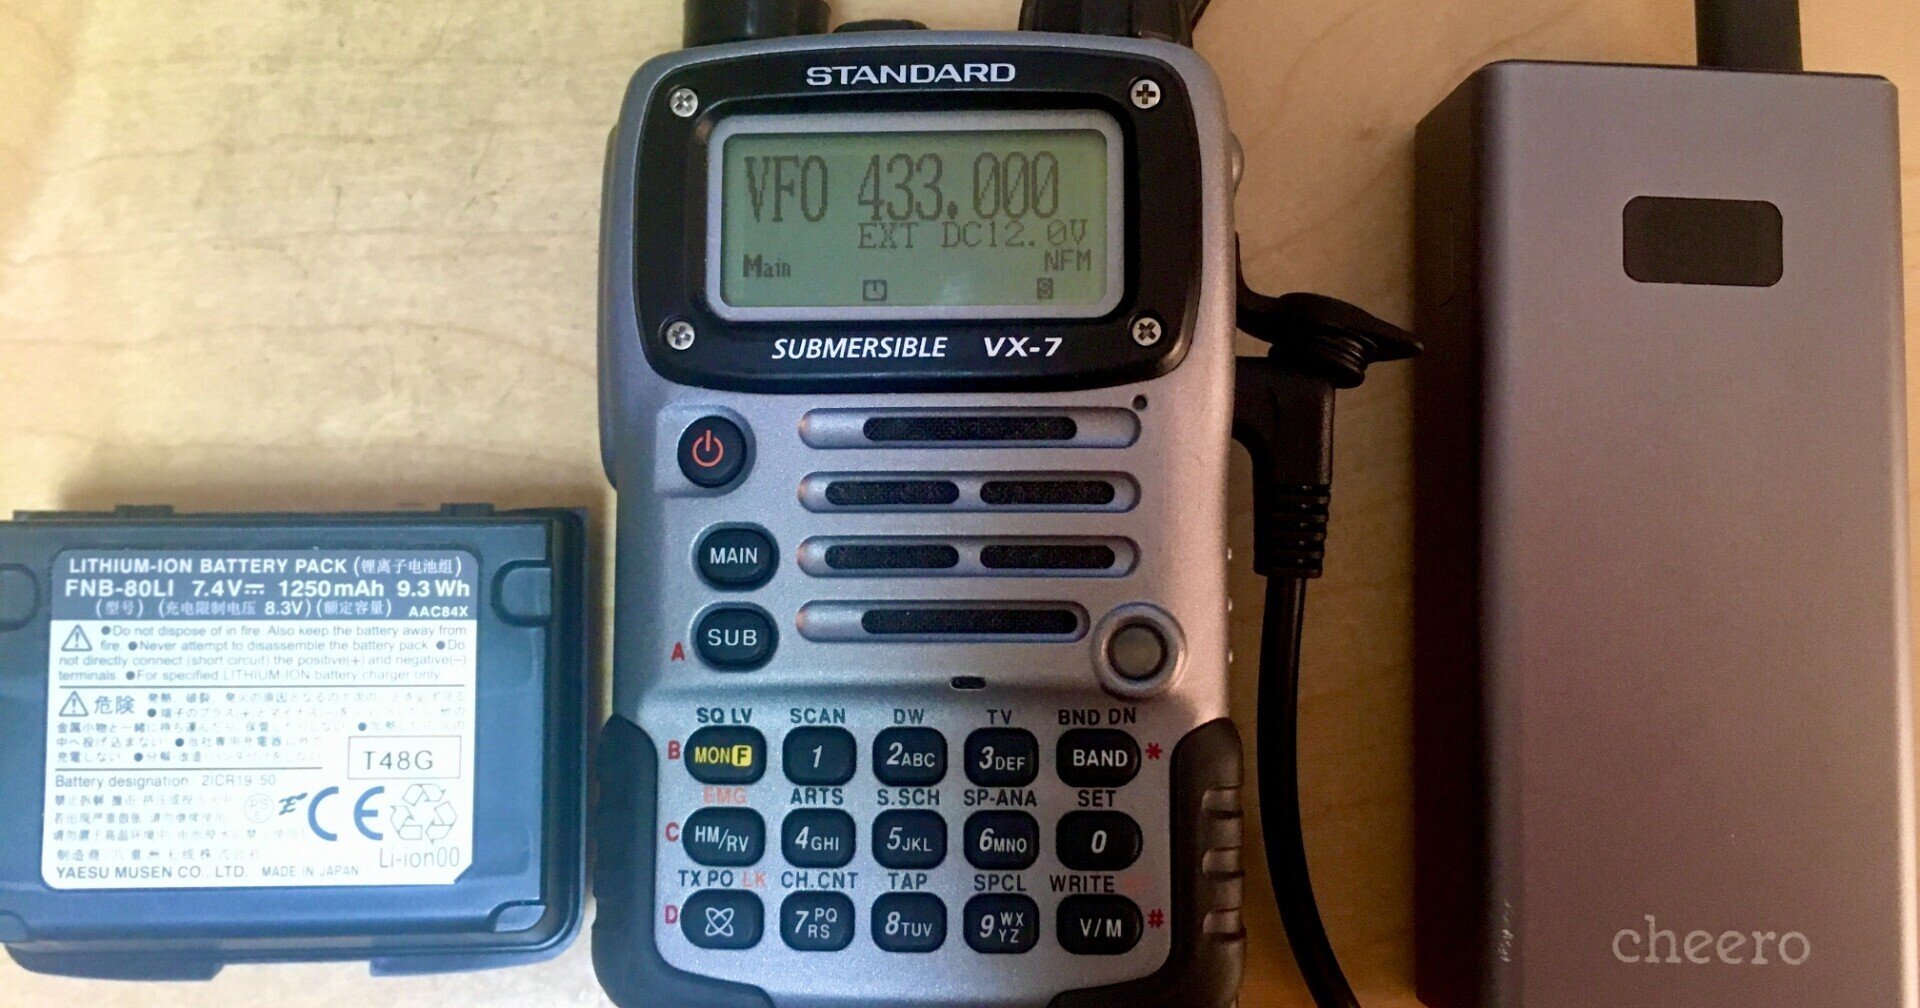 STANDARD
VFO 433.000
EXT DC12.0V
Main
NFM
S
SUBMERSIBLE VX-7
MAIN
SUB
A
SQ LV SCAN DW TV BND DN
B MON F 1 2ABC 3DEF BAND *
EMG ARTS S.SCH SP-ANA SET
C HM/RV 4GHI 5JKL 6MNO 0
TX PO LK CH.CNT TAP SPCL WRITE
D 7PQRS 8TUV 9WXYZ V/M #
LITHIUM-ION BATTERY PACK (锂离子电池组)
FNB-80LI 7.4V 1250mAh 9.3Wh
(型号) (充电限制电压 8.3V) (额定容量) AAC84X
●Do not dispose of in fire. Also keep the battery away from
fire. ●Never attempt to disassemble the battery pack ●Do
not directly connect (short circuit) the positive(+) and negative(-)
terminals ●For specified LITHIUM-ION battery charger only
危険
T48G
Battery designation : 2ICR19 50
PS E CE
Li-ion00
YAESU MUSEN CO., LTD. MADE IN JAPAN
cheero